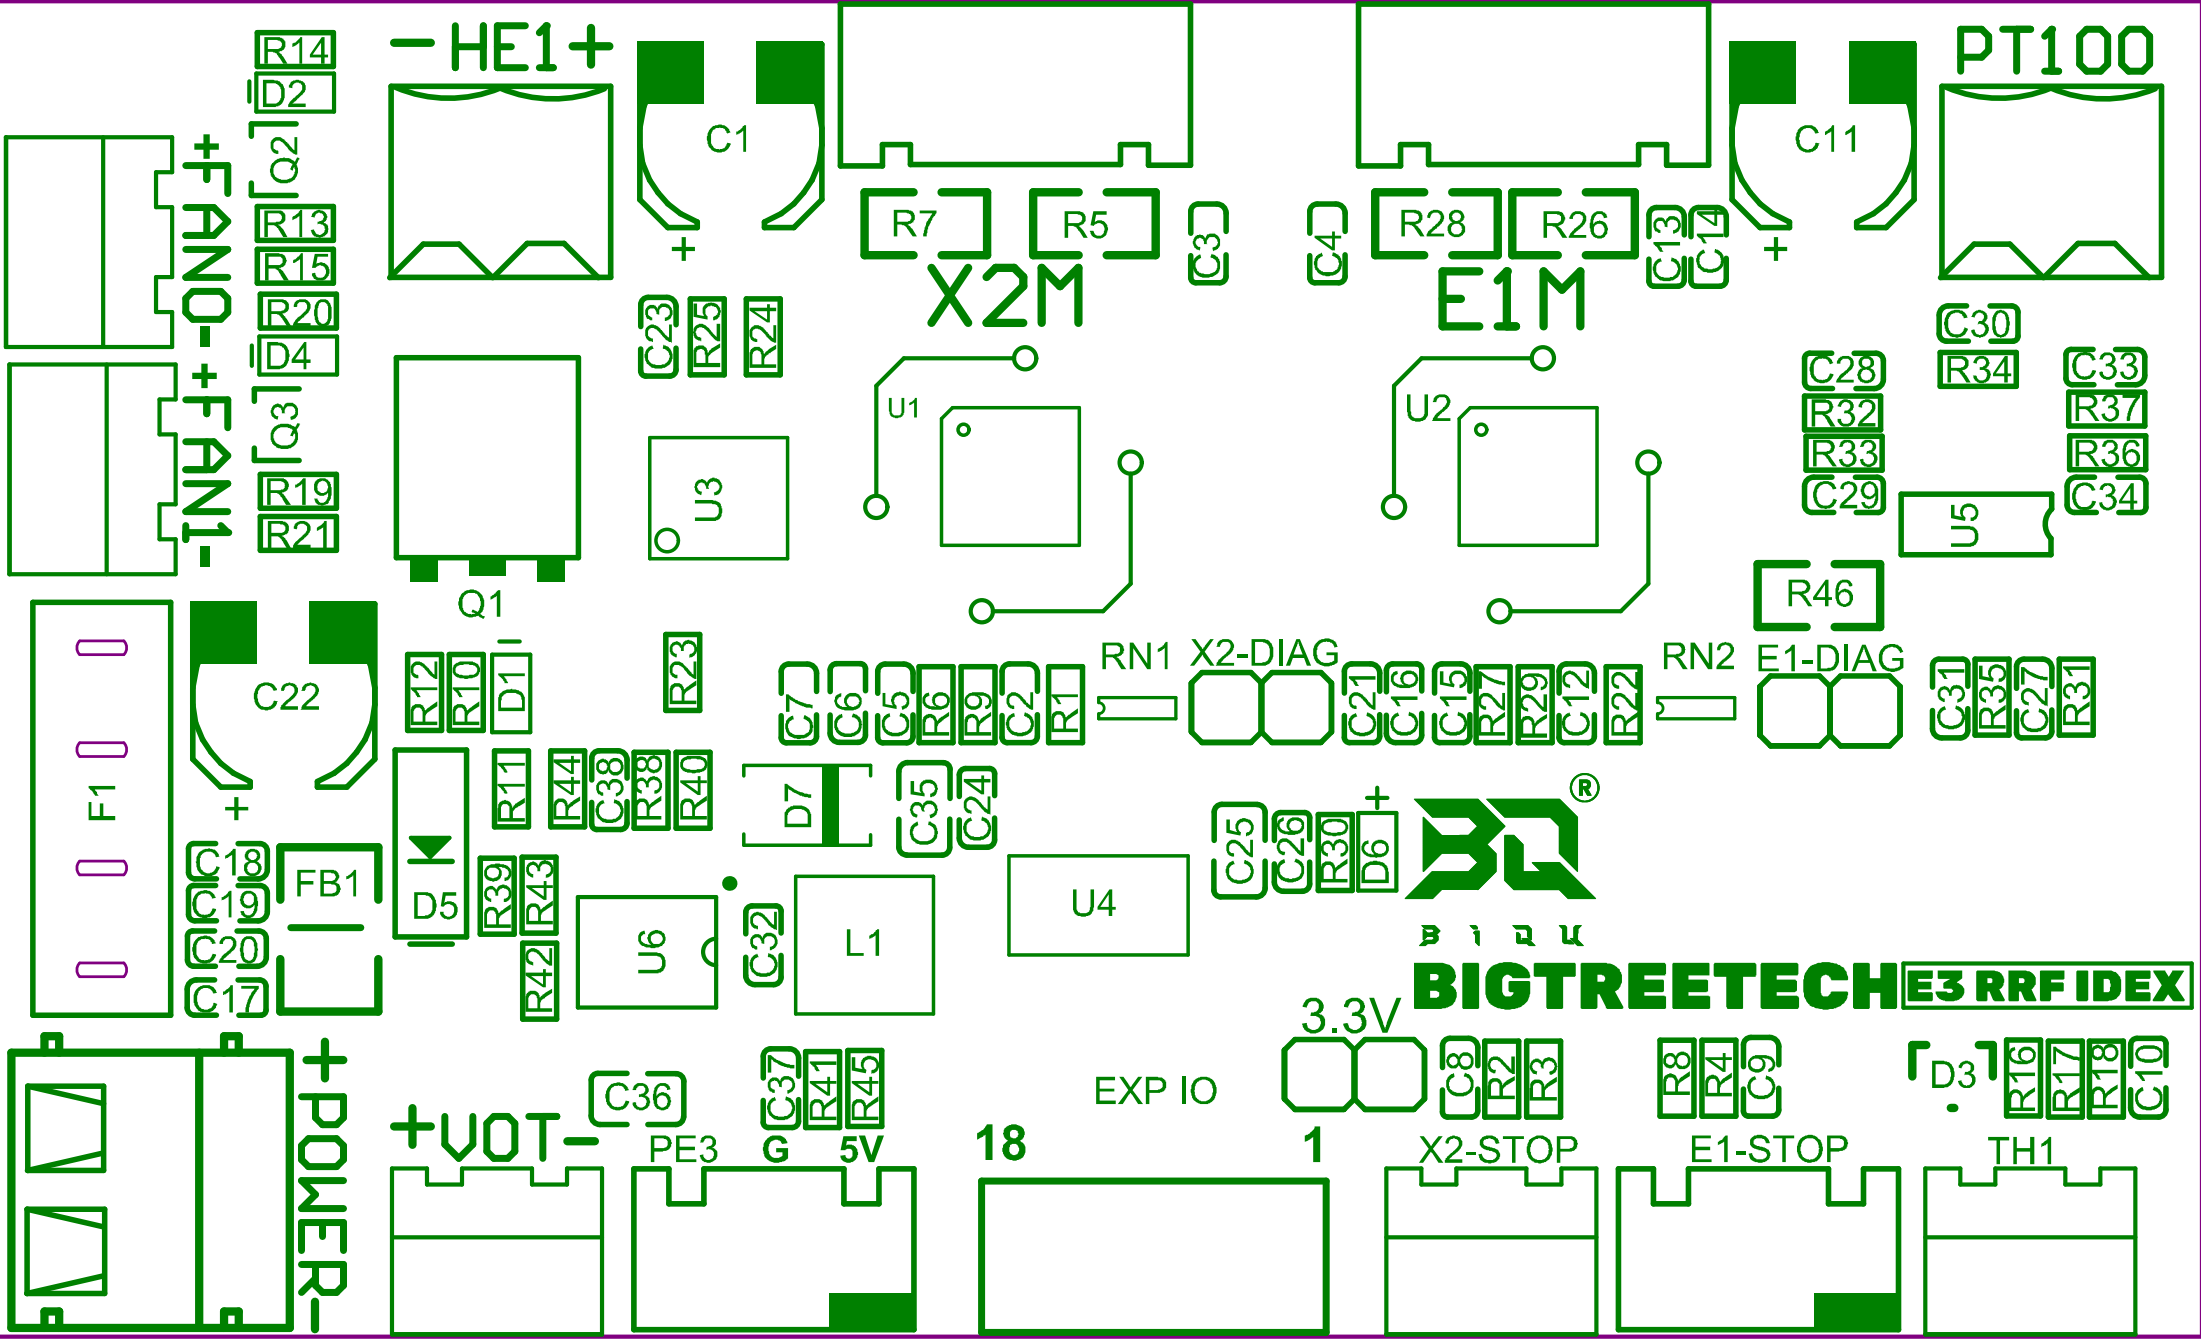 R14
-HE1+
PT100
D2
C1
C11
+FAN0-
Q2
R13
R15
R20
D4
R7
R5
C3
C4
R28
R26
C13
C14
+
+
X2M
E1M
C23
R25
R24
C30
C28
R34
C33
+FAN1-
Q3
U1
U2
R32
R37
R33
R36
R19
U3
C29
C34
R21
U5
Q1
R46
R12
R10
D1
R23
RN1
X2-DIAG
RN2
E1-DIAG
C22
C7
C6
C5
R6
R9
C2
R1
C21
C16
C15
R27
R29
C12
R22
C31
R35
C27
R31
F1
+
R11
R44
C38
R38
R40
D7
C35
C24
+
®
C18
FB1
C25
C26
R30
D6
C19
D5
R39
R43
U4
BQ
C20
U6
C32
L1
BiQU
C17
R42
BIGTREETECH
E3 RRF IDEX
3.3V
+POWER-
C36
C37
R41
R45
EXP IO
C8
R2
R3
R8
R4
C9
D3
R16
R17
R18
C10
+VOT-
PE3
G
5V
18
1
X2-STOP
E1-STOP
TH1